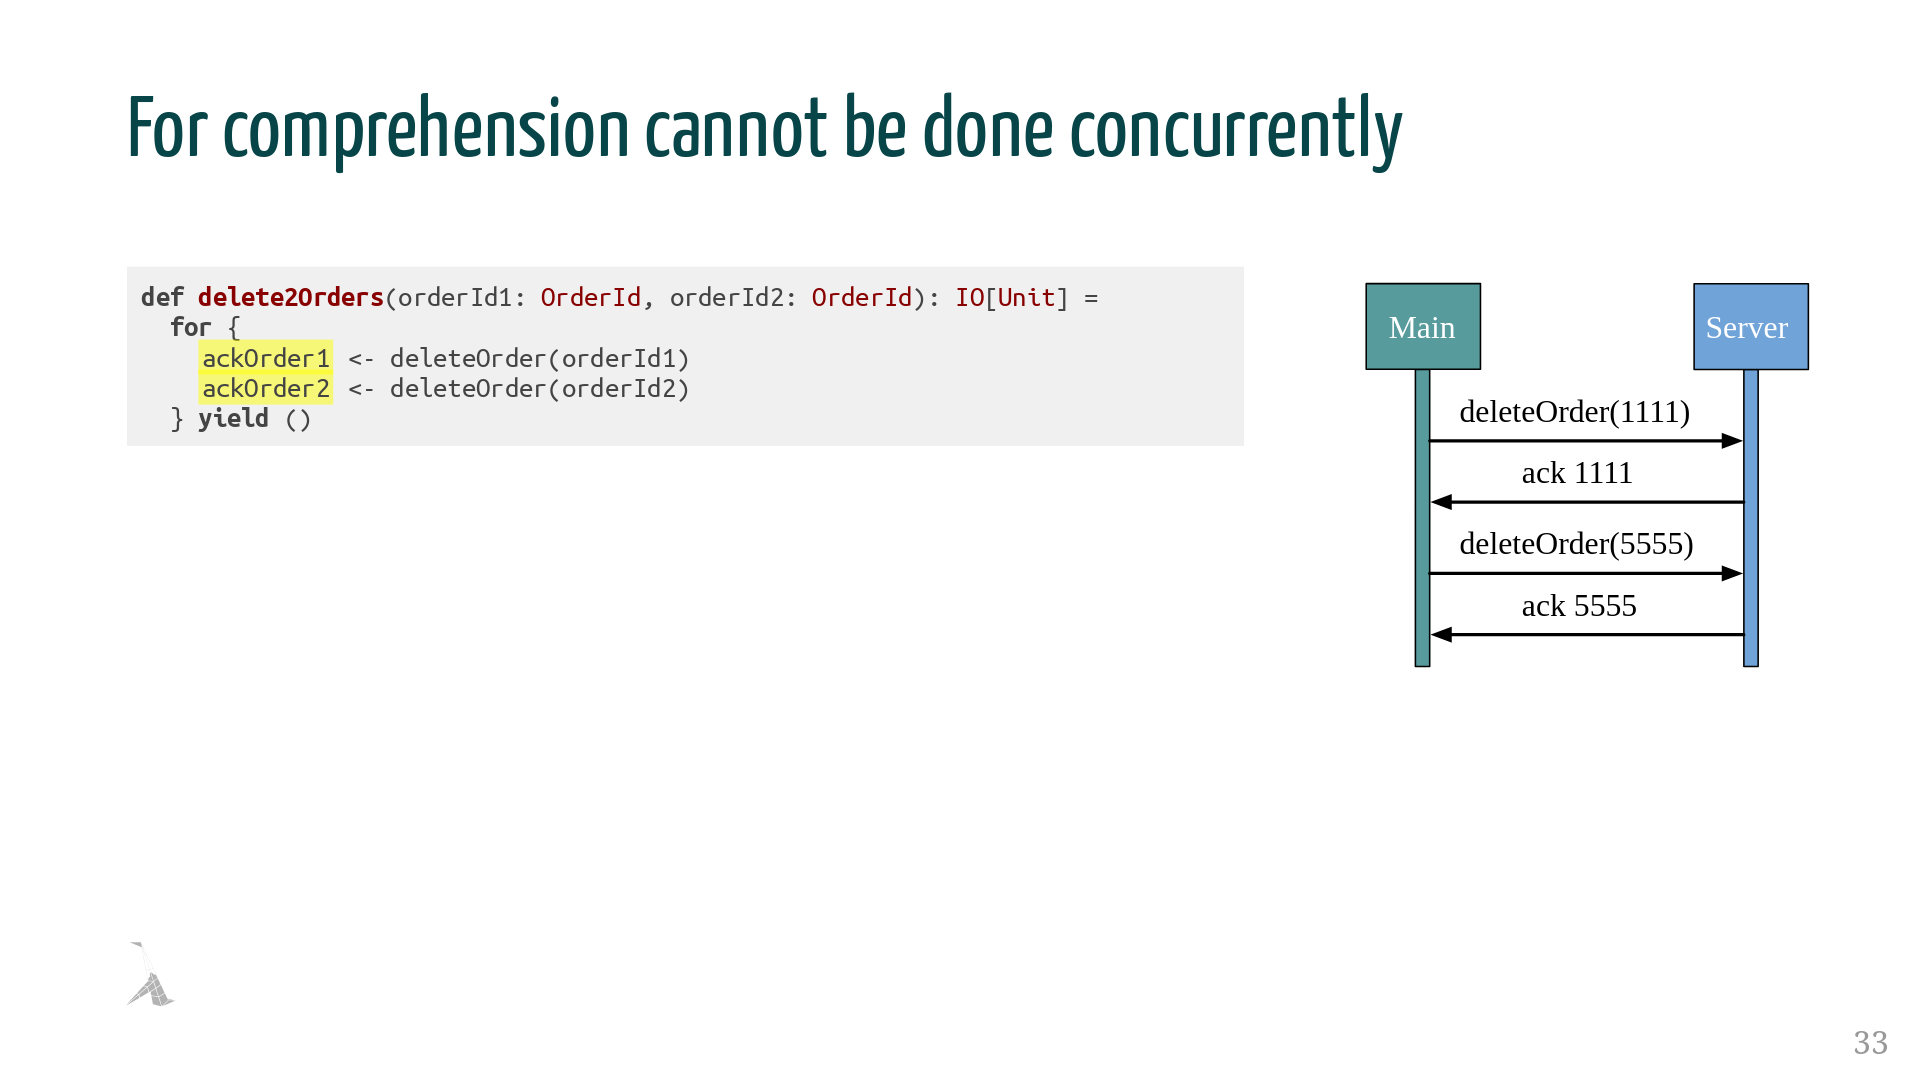 For comprehension cannot be done concurrently
def delete2Orders(orderId1: OrderId, orderId2: OrderId): IO[Unit] =
  for {
    ackOrder1 <- deleteOrder(orderId1)
    ackOrder2 <- deleteOrder(orderId2)
  } yield ()
Main
Server
deleteOrder(1111)
ack 1111
deleteOrder(5555)
ack 5555
33